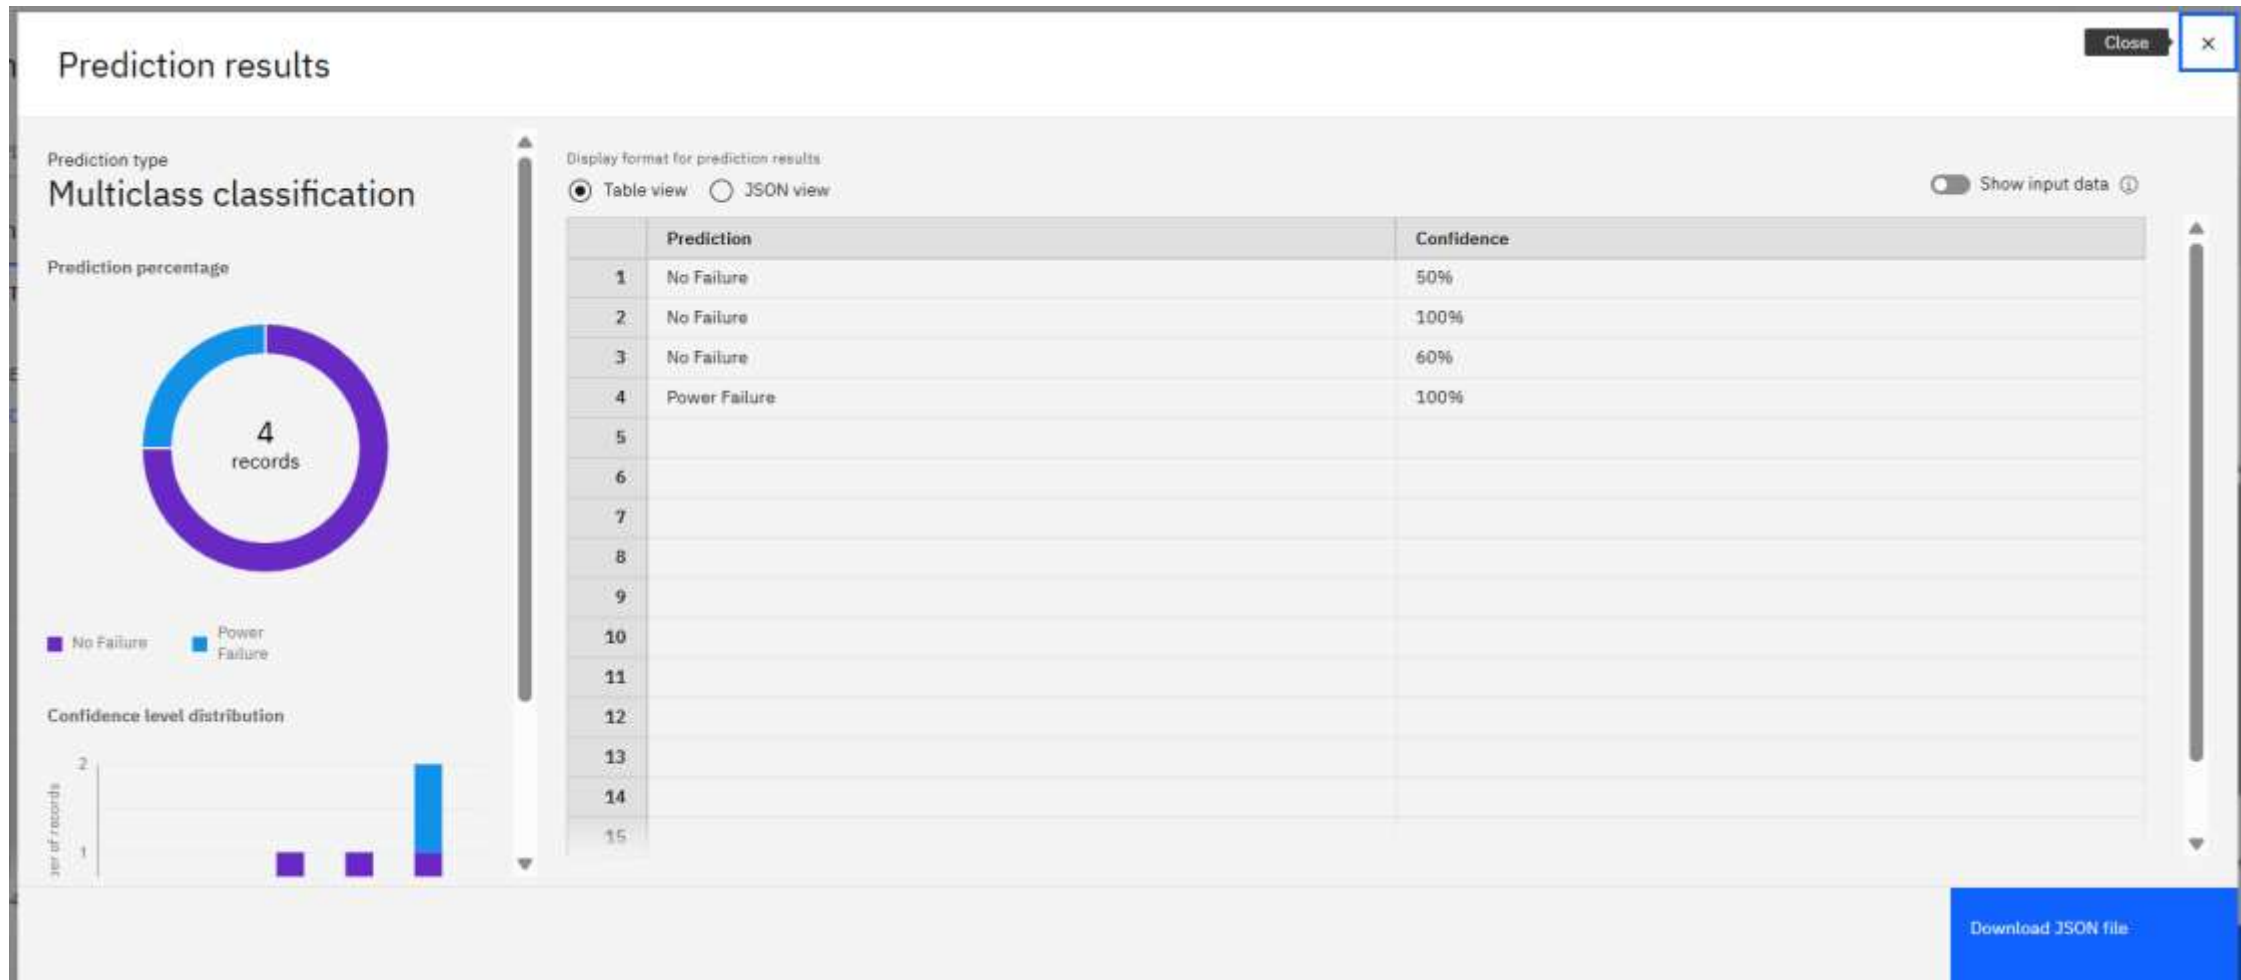 Prediction results
Close
Prediction type
Multiclass classification
Prediction percentage
4
records
No Failure
Power
Failure
Confidence level distribution
2
1
of records
Display format for prediction results
Table view JSON view
Show input data
Prediction Confidence
1 No Failure 50%
2 No Failure 100%
3 No Failure 60%
4 Power Failure 100%
5
6
7
8
9
10
11
12
13
14
15
Download JSON file